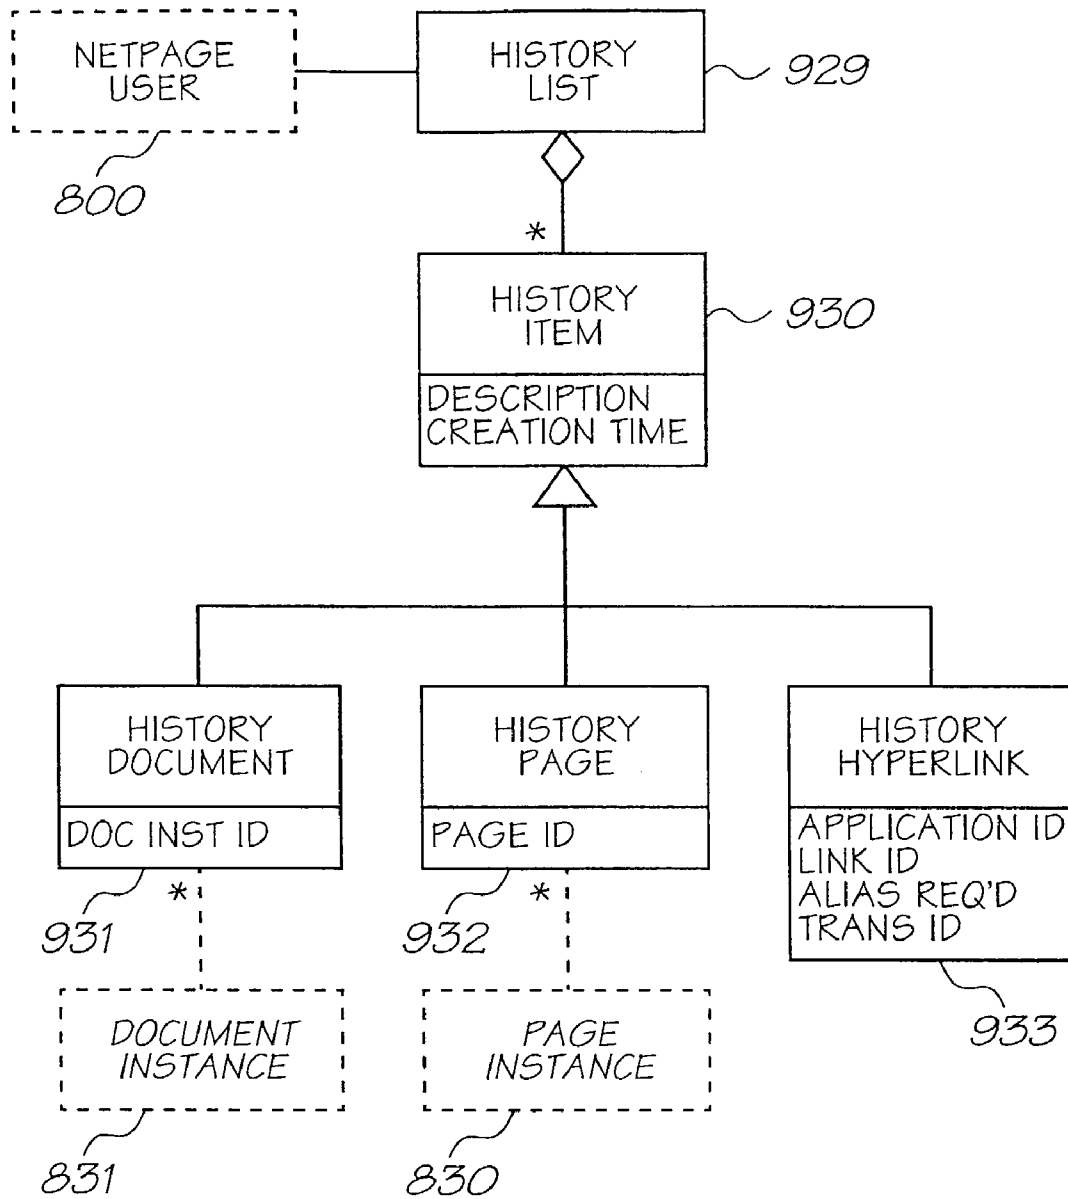 NETPAGE
USER
800
HISTORY
LIST
929
*
HISTORY
ITEM
930
DESCRIPTION
CREATION TIME
HISTORY
DOCUMENT
DOC INST ID
931
*
HISTORY
PAGE
PAGE ID
932
*
HISTORY
HYPERLINK
APPLICATION ID
LINK ID
ALIAS REQ'D
TRANS ID
933
DOCUMENT
INSTANCE
831
PAGE
INSTANCE
830